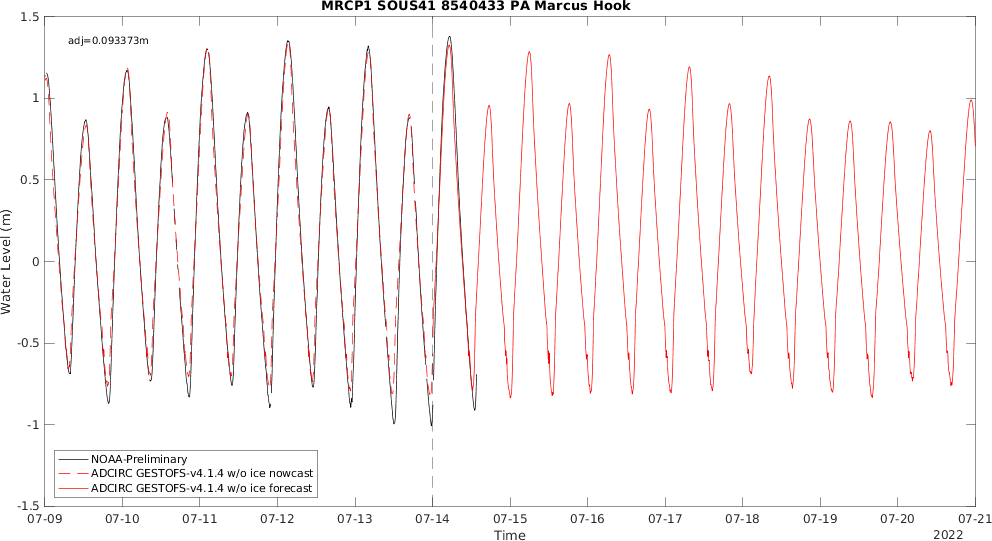 MRCP1 SOUS41 8540433 PA Marcus Hook
adj=0.093373m
1.5
1
0.5
0
-0.5
-1
-1.5
Water Level (m)
NOAA-Preliminary
ADCIRC GESTOFS-v4.1.4 w/o ice nowcast
ADCIRC GESTOFS-v4.1.4 w/o ice forecast
07-09 07-10 07-11 07-12 07-13 07-14 07-15 07-16 07-17 07-18 07-19 07-20 07-21
Time
2022